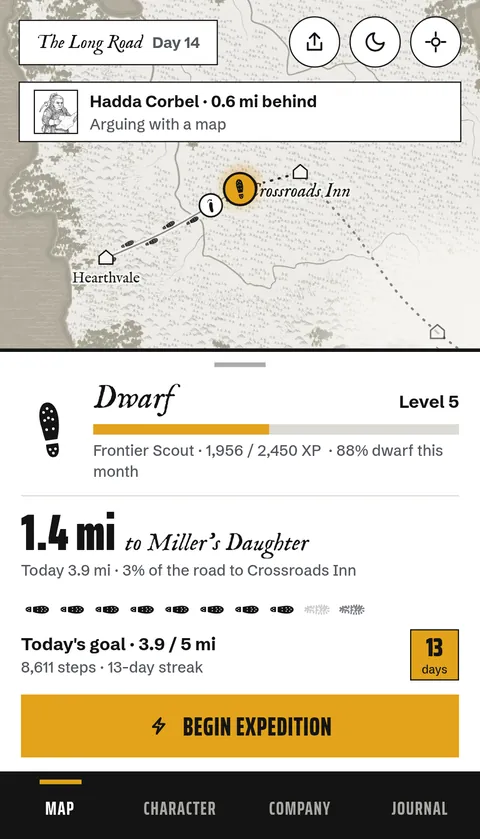 The Long Road Day 14
Hadda Corbel · 0.6 mi behind
Arguing with a map
Crossroads Inn
Hearthvale
Dwarf
Level 5
Frontier Scout · 1,956 / 2,450 XP · 88% dwarf this
month
1.4 mi to Miller's Daughter
Today 3.9 mi · 3% of the road to Crossroads Inn
Today's goal · 3.9 / 5 mi
8,611 steps · 13-day streak
13
days
BEGIN EXPEDITION
MAP
CHARACTER
COMPANY
JOURNAL